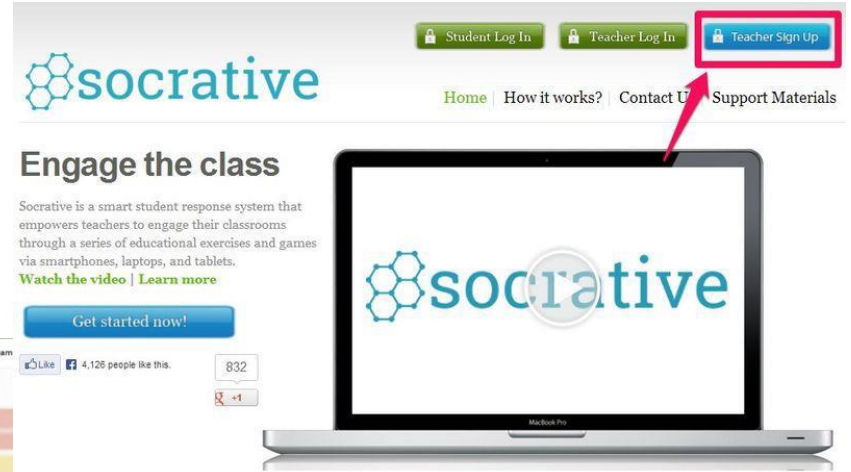 Student Log In
Teacher Log In
Teacher Sign Up
socrative
Home | How it works? | Contact U
Support Materials
Engage the class
Socrative is a smart student response system that
empowers teachers to engage their classrooms
through a series of educational exercises and games
via smartphones, laptops, and tablets.
Watch the video | Learn more
Get started now!
Like
4,126 people like this.
832
+1
am
socrative
MacBook Pro